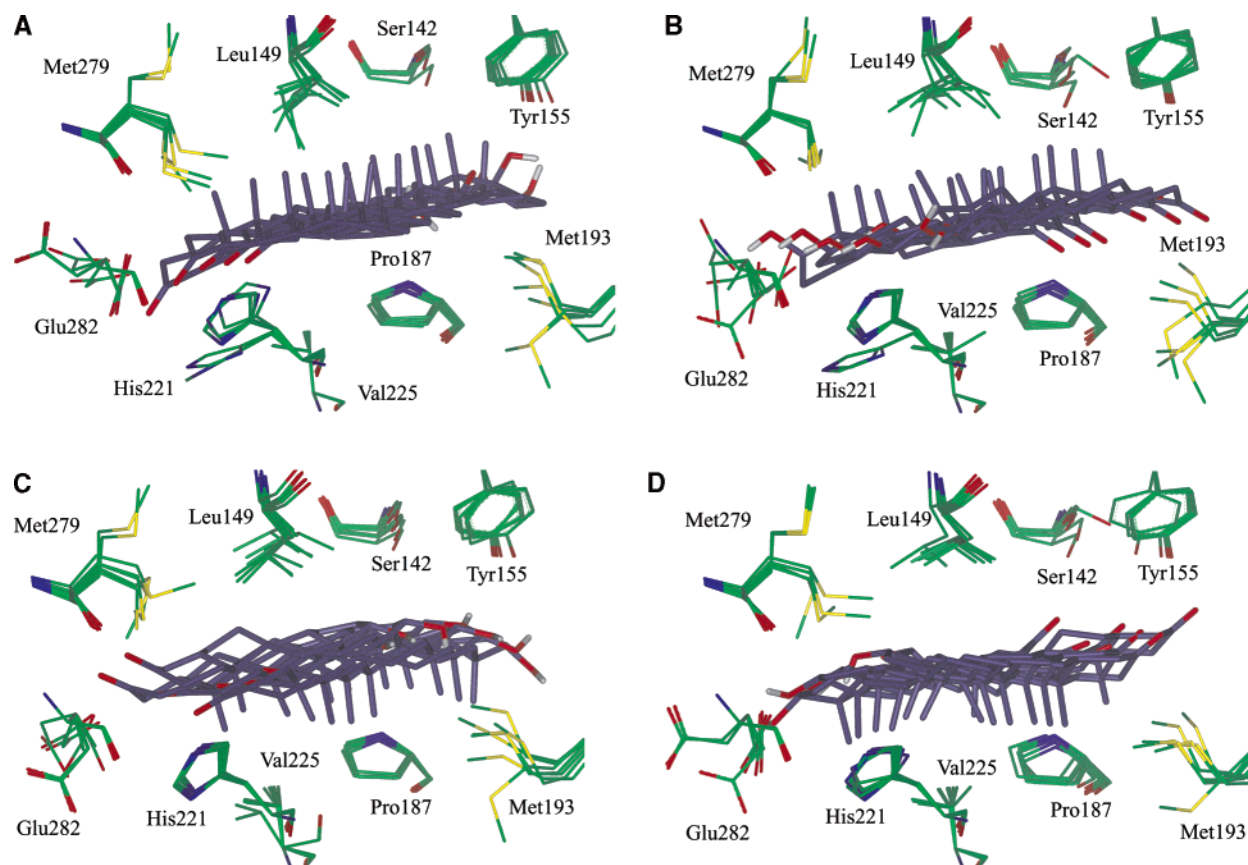 A
Met279
Leu149
Ser142
Tyr155
Met193
Pro187
Glu282
His221
Val225
B
Met279
Leu149
Ser142
Tyr155
Met193
Val225
Glu282
Pro187
His221
C
Met279
Leu149
Ser142
Tyr155
Val225
Pro187
Met193
Glu282
His221
D
Met279
Leu149
Ser142
Tyr155
Val225
Pro187
Glu282
His221
Met193